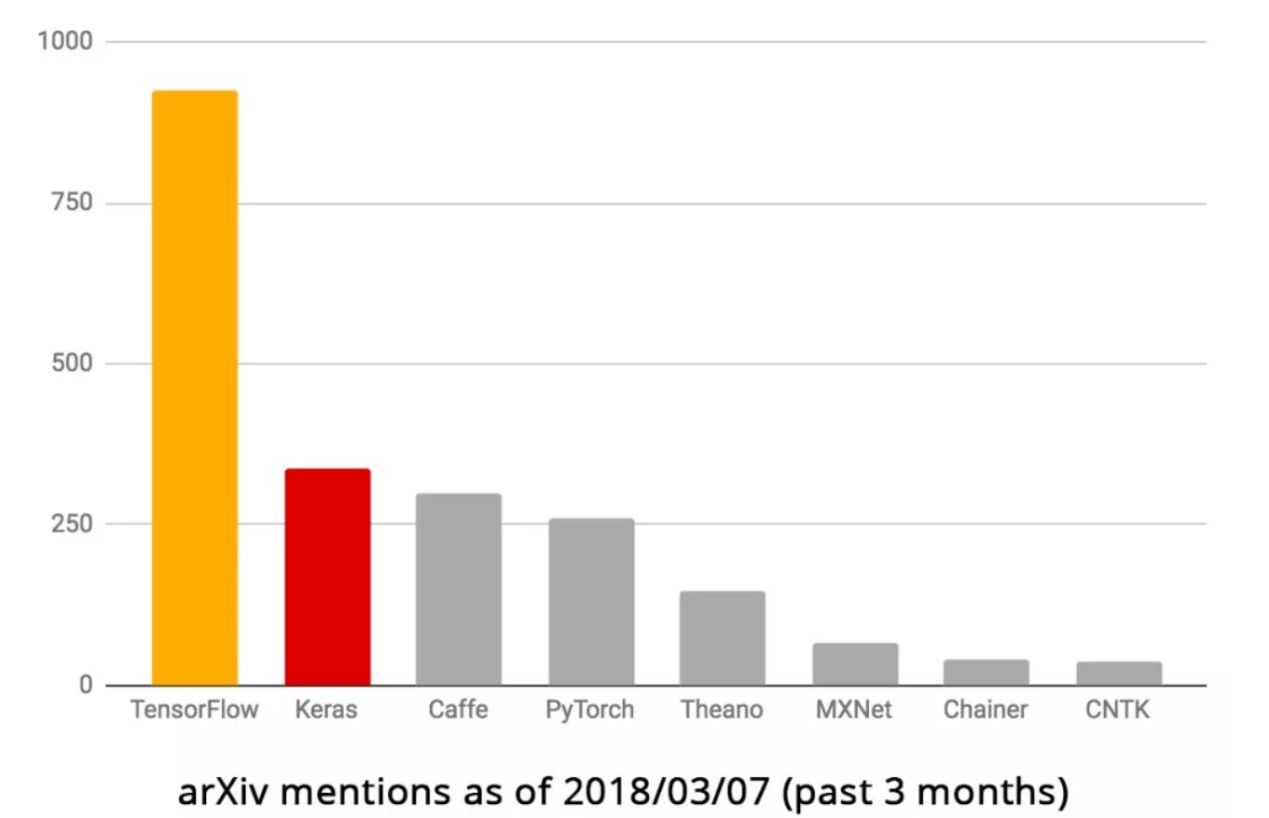 1000
750
500
250
0
TensorFlow Keras Caffe PyTorch Theano MXNet Chainer CNTK
arXiv mentions as of 2018/03/07 (past 3 months)